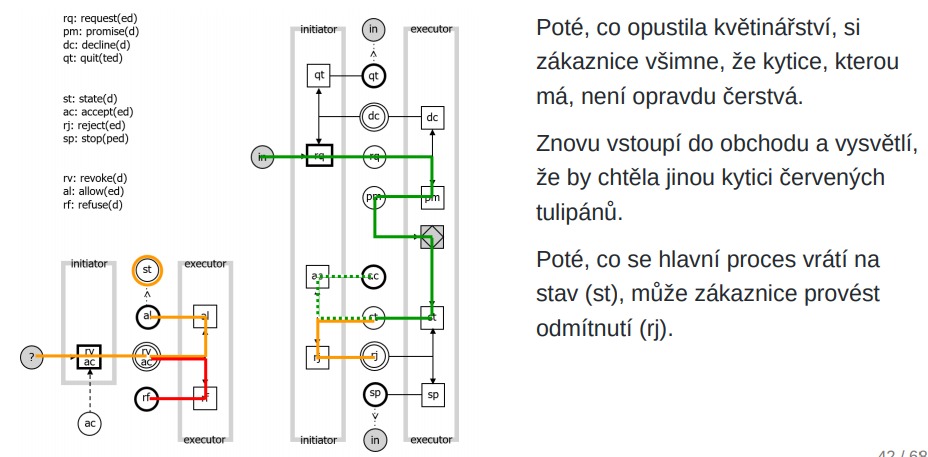 rq: request(ed)
pm: promise(d)
dc: decline(d)
qt: quit(ted)
st: state(d)
ac: accept(ed)
rj: reject(ed)
sp: stop(ped)
rv: revoke(d)
al: allow(ed)
rf: refuse(d)
initiator
executor
st
al
al
?
rv
ac
rv
ac
rf
rf
ac
executor
initiator
in
executor
qt
qt
dc
dc
in
rq
rq
pm
pm
ac
st
st
rj
rj
sp
sp
initiator
in
executor
Poté, co opustila květinářství, si
zákaznice všimne, že kytice, kterou
má, není opravdu čerstvá.
Znovu vstoupí do obchodu a vysvětlí,
že by chtěla jinou kytici červených
tulipánů.
Poté, co se hlavní proces vrátí na
stav (st), může zákaznice provést
odmítnutí (rj).
42 / 68